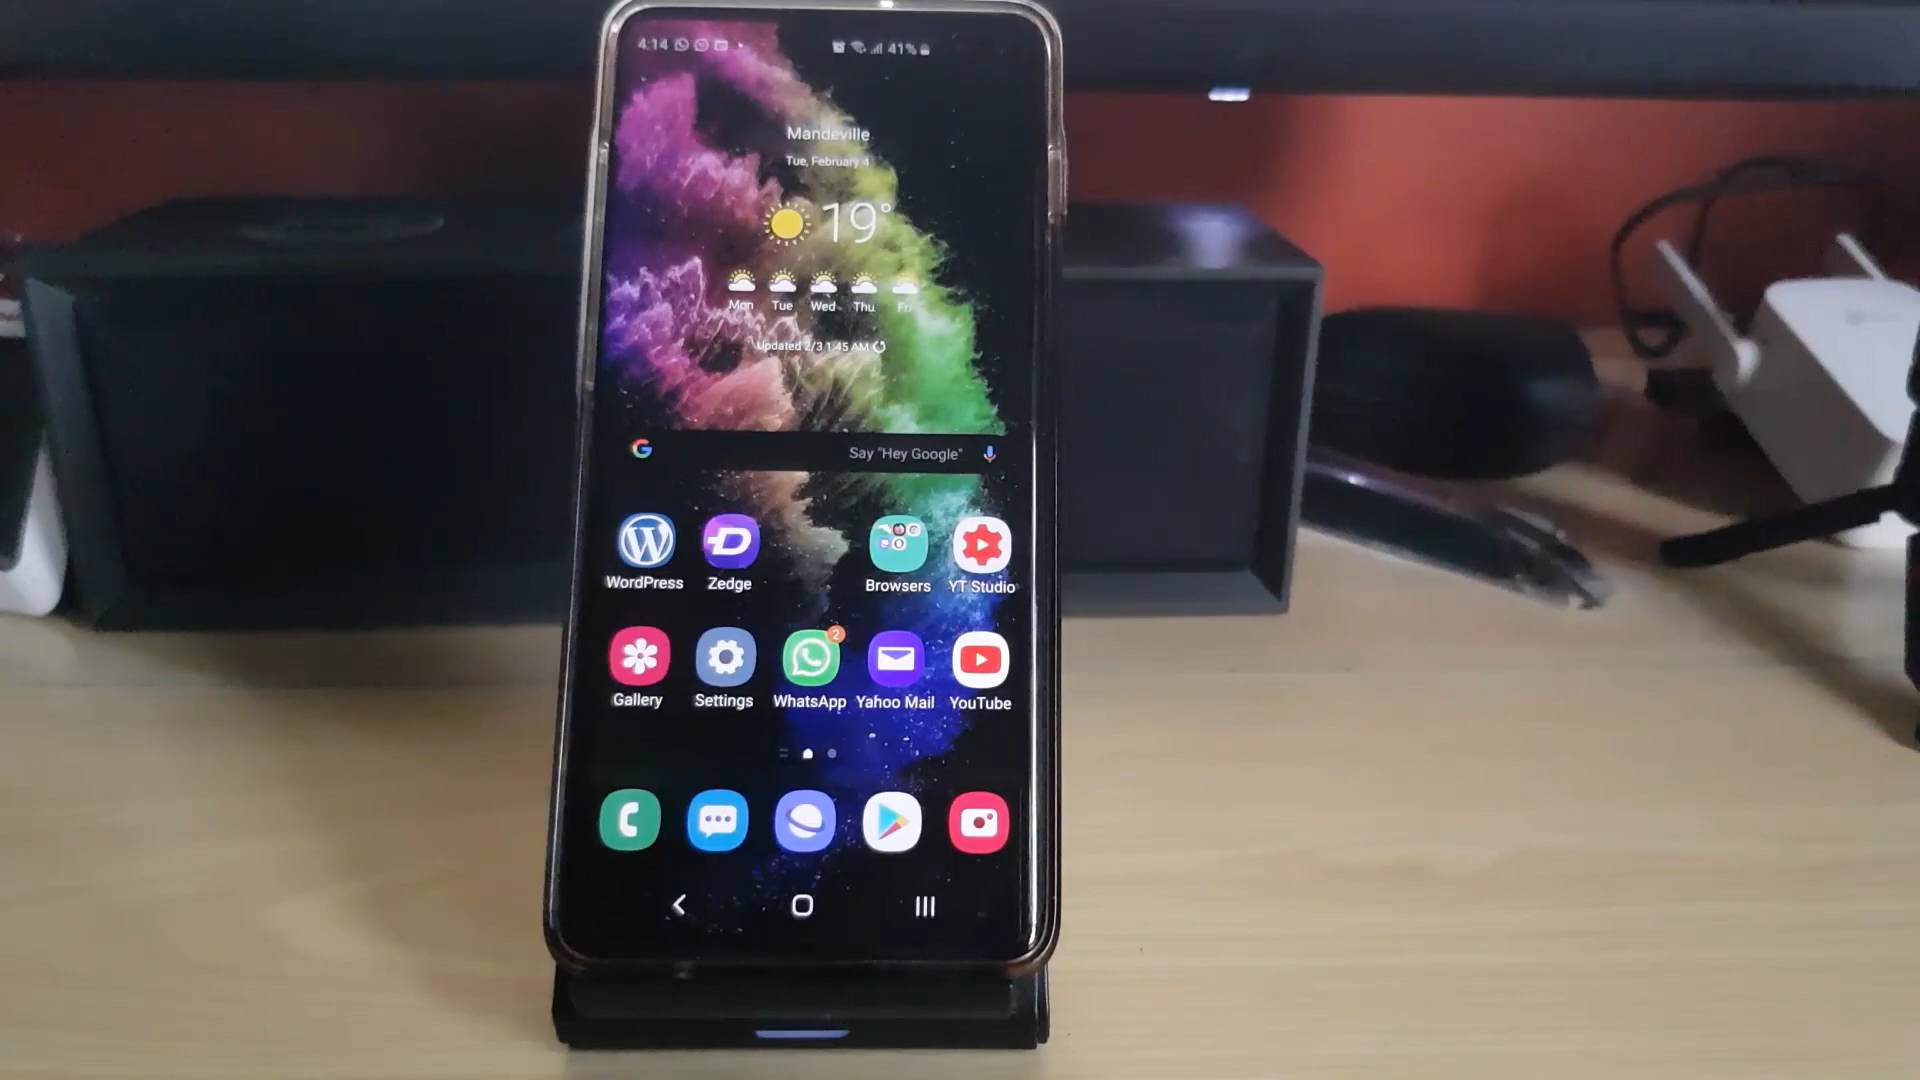 4:14 41%
Mandeville
Tue, February 4
19°
Mon Tue Wed Thu Fri
Updated 2/3 1:45 AM
Say "Hey Google"
WordPress Zedge Browsers YT Studio
2
Gallery Settings WhatsApp Yahoo Mail YouTube